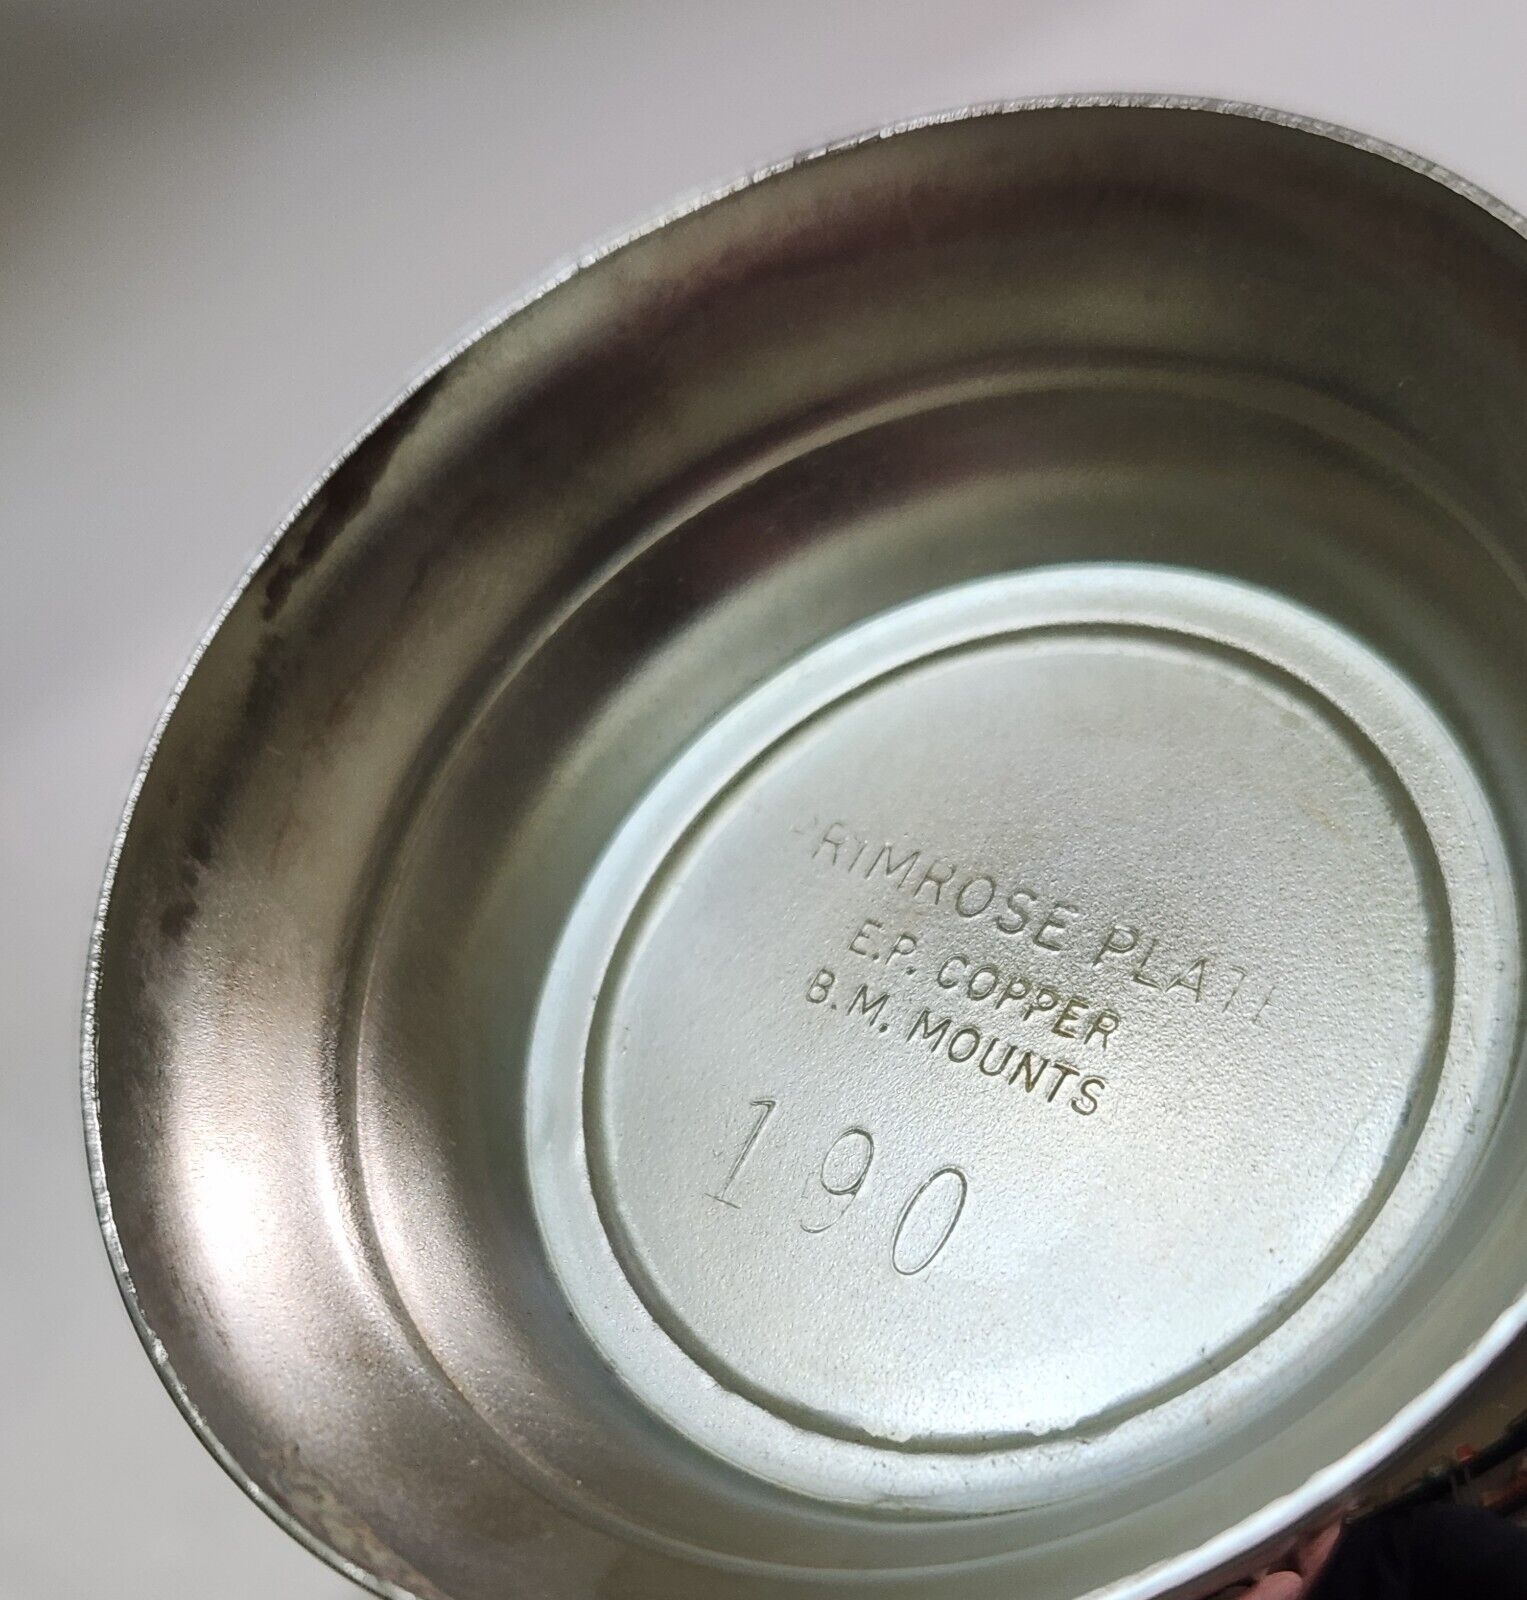 PRIMROSE PLATE
E.P. COPPER
B.M. MOUNTS
190